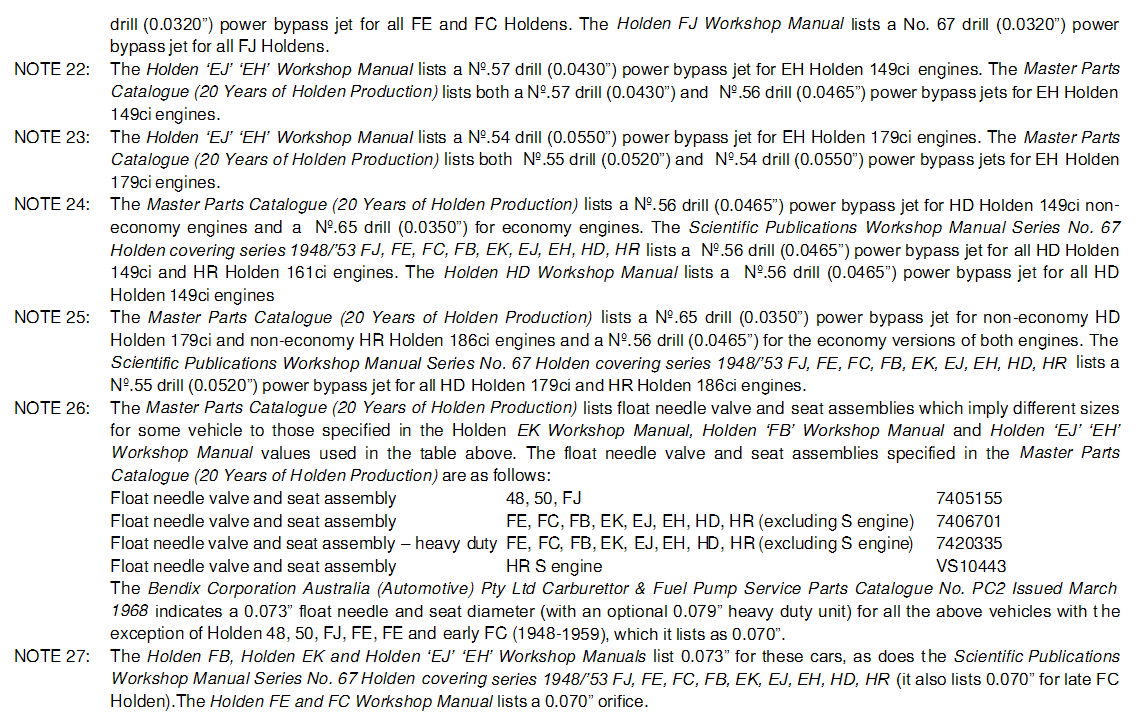 drill (0.0320”) power bypass jet for all FE and FC Holdens. The Holden FJ Workshop Manual lists a No. 67 drill (0.0320”) power
bypass jet for all FJ Holdens.
NOTE 22: The Holden ‘EJ’ ‘EH’ Workshop Manual lists a Nº.57 drill (0.0430”) power bypass jet for EH Holden 149ci engines. The Master Parts
Catalogue (20 Years of Holden Production) lists both a Nº.57 drill (0.0430”) and Nº.56 drill (0.0465”) power bypass jets for EH Holden
149ci engines.
NOTE 23: The Holden ‘EJ’ ‘EH’ Workshop Manual lists a Nº.54 drill (0.0550”) power bypass jet for EH Holden 179ci engines. The Master Parts
Catalogue (20 Years of Holden Production) lists both Nº.55 drill (0.0520”) and Nº.54 drill (0.0550”) power bypass jets for EH Holden
179ci engines.
NOTE 24: The Master Parts Catalogue (20 Years of Holden Production) lists a Nº.56 drill (0.0465”) power bypass jet for HD Holden 149ci non-
economy engines and a Nº.65 drill (0.0350”) for economy engines. The Scientific Publications Workshop Manual Series No. 67
Holden covering series 1948/’53 FJ, FE, FC, FB, EK, EJ, EH, HD, HR lists a Nº.56 drill (0.0465”) power bypass jet for all HD Holden
149ci and HR Holden 161ci engines. The Holden HD Workshop Manual lists a Nº.56 drill (0.0465”) power bypass jet for all HD
Holden 149ci engines
NOTE 25: The Master Parts Catalogue (20 Years of Holden Production) lists a Nº.65 drill (0.0350”) power bypass jet for non-economy HD
Holden 179ci and non-economy HR Holden 186ci engines and a Nº.56 drill (0.0465”) for the economy versions of both engines. The
Scientific Publications Workshop Manual Series No. 67 Holden covering series 1948/’53 FJ, FE, FC, FB, EK, EJ, EH, HD, HR lists a
Nº.55 drill (0.0520”) power bypass jet for all HD Holden 179ci and HR Holden 186ci engines.
NOTE 26: The Master Parts Catalogue (20 Years of Holden Production) lists float needle valve and seat assemblies which imply different sizes
for some vehicle to those specified in the Holden EK Workshop Manual, Holden ‘FB’ Workshop Manual and Holden ‘EJ’ ‘EH’
Workshop Manual values used in the table above. The float needle valve and seat assemblies specified in the Master Parts
Catalogue (20 Years of Holden Production) are as follows:
Float needle valve and seat assembly 48, 50, FJ 7405155
Float needle valve and seat assembly FE, FC, FB, EK, EJ, EH, HD, HR (excluding S engine) 7406701
Float needle valve and seat assembly – heavy duty FE, FC, FB, EK, EJ, EH, HD, HR (excluding S engine) 7420335
Float needle valve and seat assembly HR S engine VS10443
The Bendix Corporation Australia (Automotive) Pty Ltd Carburettor & Fuel Pump Service Parts Catalogue No. PC2 Issued March
1968 indicates a 0.073” float needle and seat diameter (with an optional 0.079” heavy duty unit) for all the above vehicles with the
exception of Holden 48, 50, FJ, FE, FE and early FC (1948-1959), which it lists as 0.070”.
NOTE 27: The Holden FB, Holden EK and Holden ‘EJ’ ‘EH’ Workshop Manuals list 0.073” for these cars, as does the Scientific Publications
Workshop Manual Series No. 67 Holden covering series 1948/’53 FJ, FE, FC, FB, EK, EJ, EH, HD, HR (it also lists 0.070” for late FC
Holden).The Holden FE and FC Workshop Manual lists a 0.070” orifice.